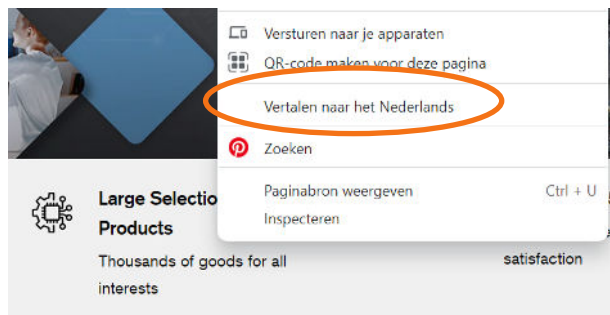 Versturen naar je apparaten
QR-code maken voor deze pagina
Vertalen naar het Nederlands
Zoeken
Paginabron weergeven Ctrl + U
Inspecteren
Large Selectio
Products
Thousands of goods for all
interests
satisfaction